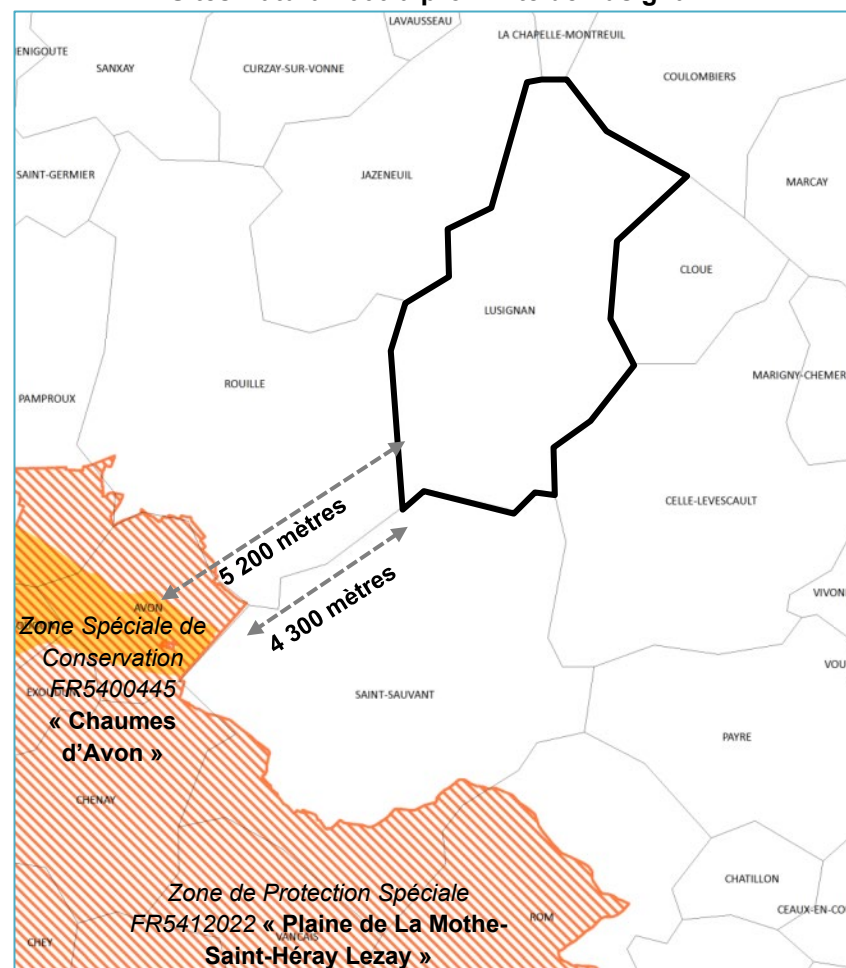 LAVAUSSEAU
LA CHAPELLE-MONTREUIL
ENIGOUTE
SANXAY
CURZAY-SUR-VONNE
COULOMBIERS
SAINT-GERMIER
JAZENEUIL
MARCAY
CLOUE
LUSIGNAN
ROUILLE
MARIGNY-CHEMER
PAMPROUX
CELLE-LEVESCAULT
5 200 mètres
4 300 mètres
VIVON
AVON
Zone Spéciale de
Conservation
EXOUDUN
FR5400445
« Chaumes
d'Avon »
VOU
SAINT-SAUVANT
PAYRE
CHENAY
CHATILLON
Zone de Protection Spéciale
CEAUX-EN-CO
FR5412022 « Plaine de La Mothe-
ROM
VANCAIS
CHEY
Saint-Héray Lezay »